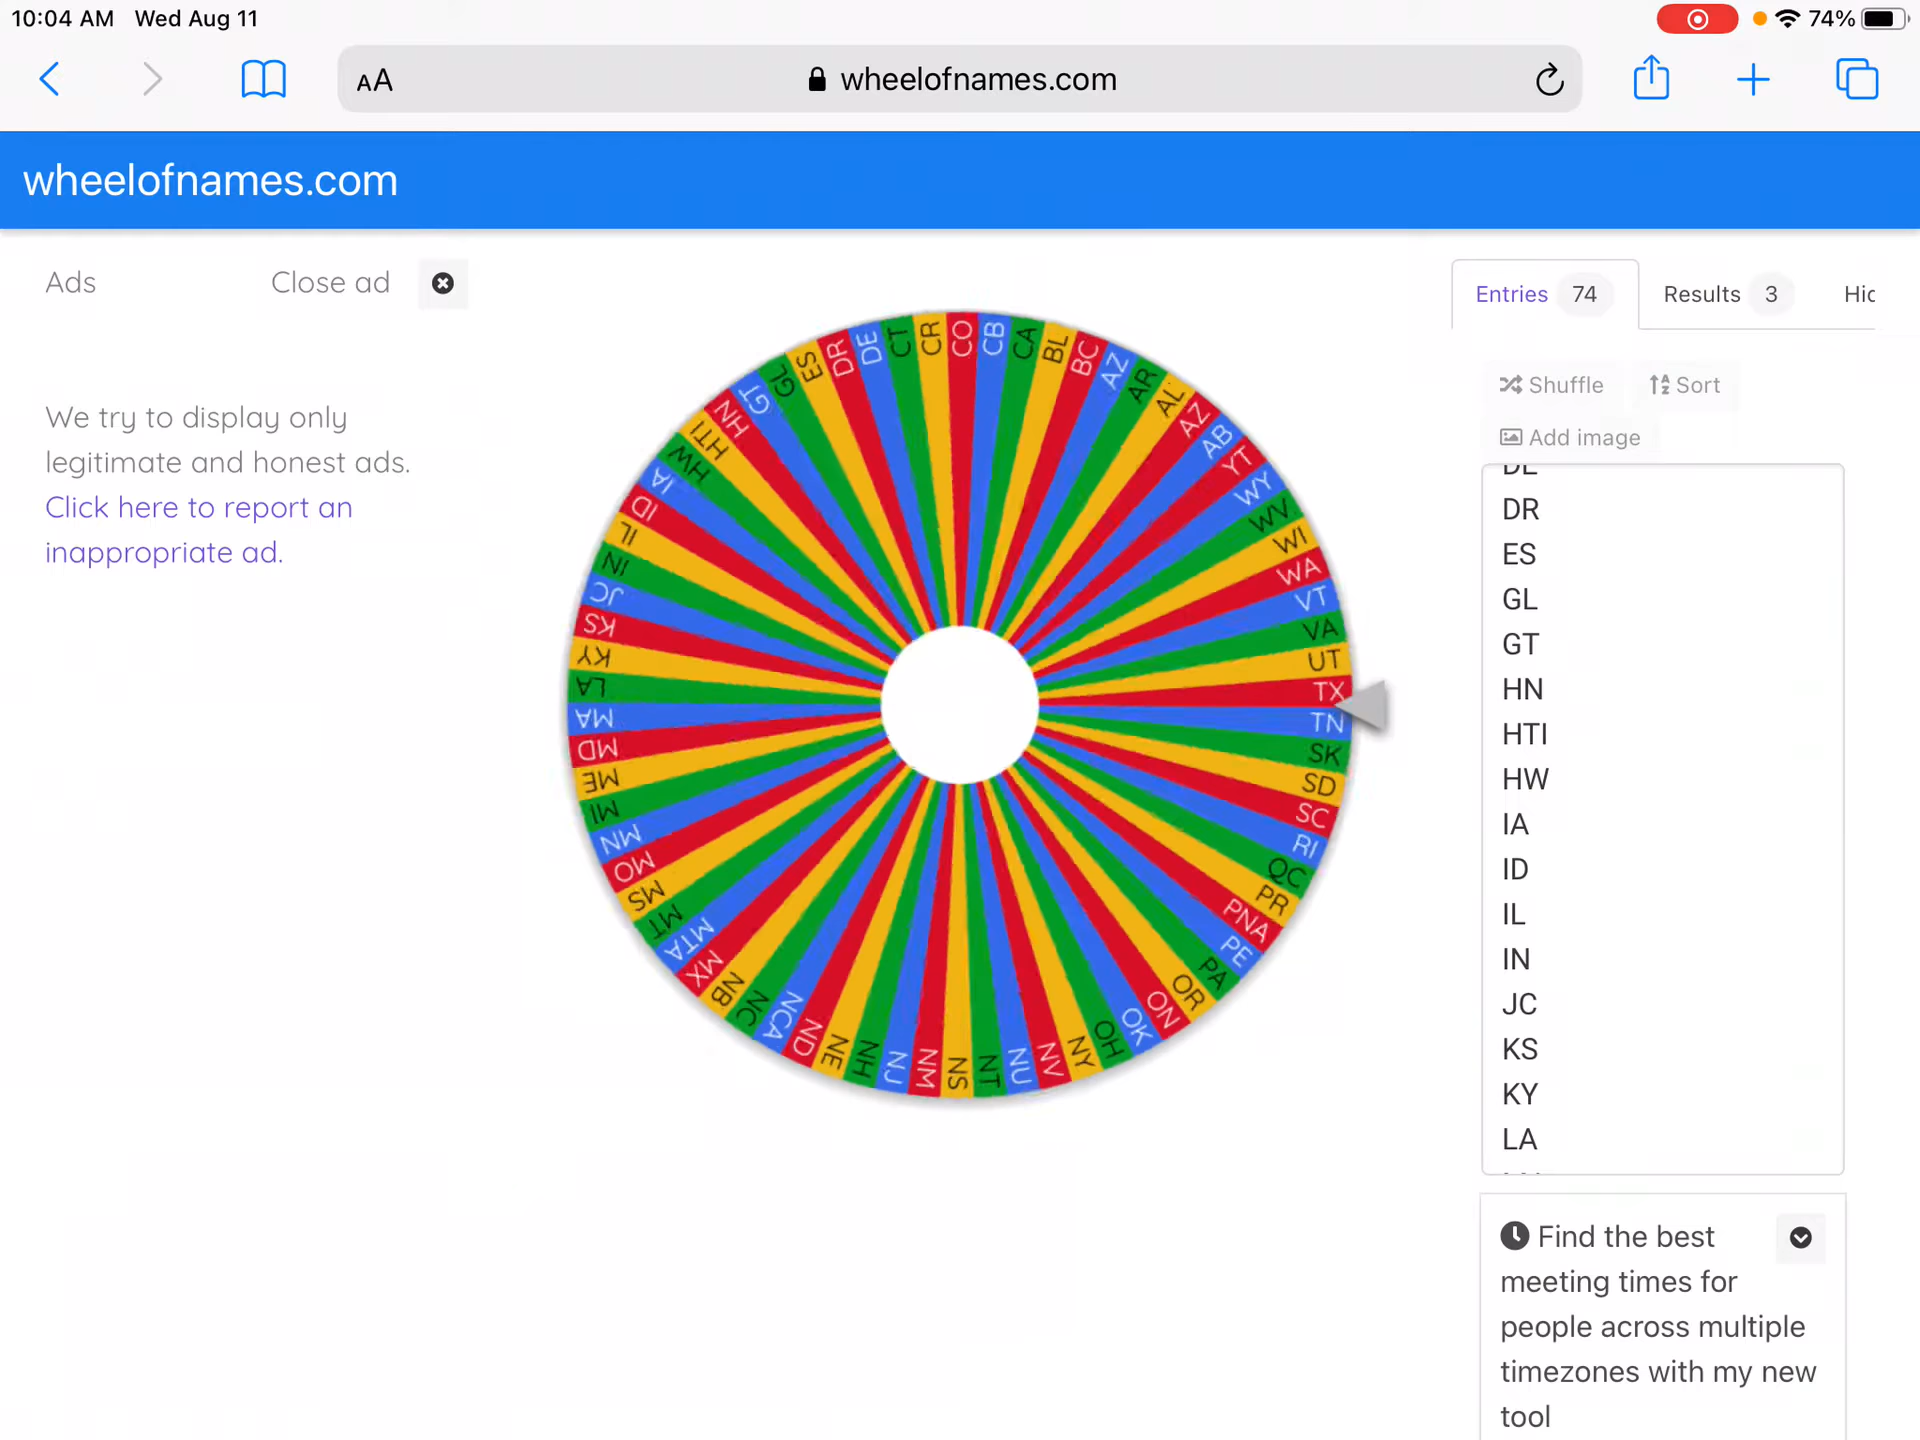 10:04 AM Wed Aug 11
74%
AA
wheelofnames.com
wheelofnames.com
Ads
Close ad
We try to display only
legitimate and honest ads.
Click here to report an
inappropriate ad.
CO
CB
CA
BL
BC
AZ
AR
AL
AZ
AB
YT
WY
WV
WI
WA
VT
VA
UT
TX
TN
SK
SD
SC
RI
QC
PR
PNA
PE
PA
OR
ON
OK
OH
NY
NV
NU
NT
NS
NM
NJ
NH
NE
ND
NCA
NC
NB
MX
MTA
MT
MS
MO
MN
MI
ME
MD
MA
LA
KY
KS
JC
IN
IL
ID
IA
HW
HTI
HN
GT
GL
ES
DR
DE
CT
CR
Entries 74
Results 3
Hid
Shuffle
Sort
Add image
DE
DR
ES
GL
GT
HN
HTI
HW
IA
ID
IL
IN
JC
KS
KY
LA
Find the best
meeting times for
people across multiple
timezones with my new
tool